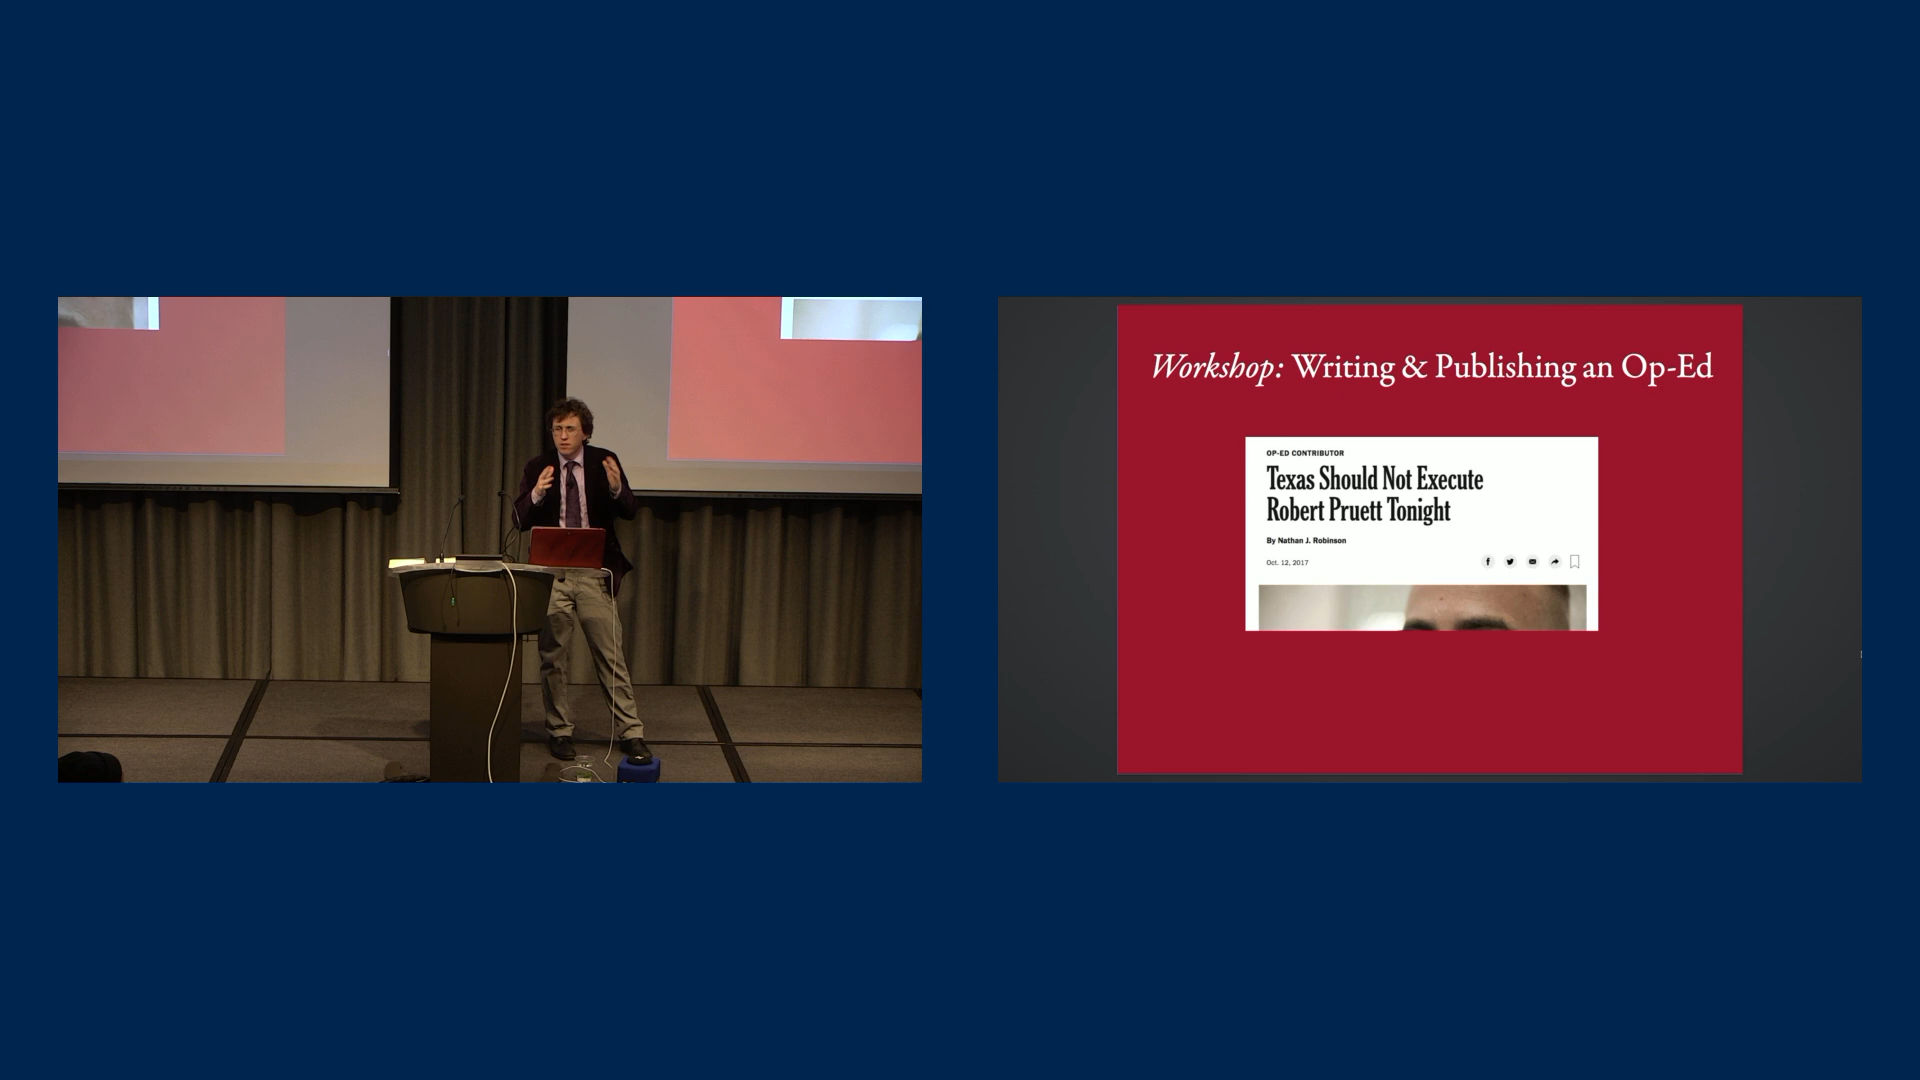 Workshop: Writing & Publishing an Op-Ed
OP-ED CONTRIBUTOR
Texas Should Not Execute
Robert Pruett Tonight
By Nathan J. Robinson
Oct. 12, 2017